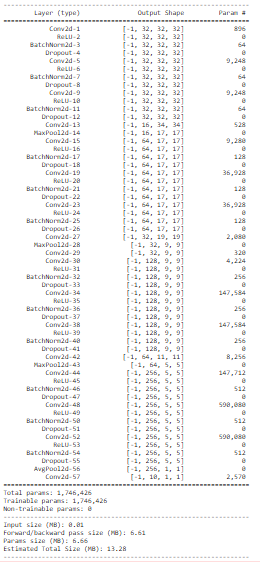 ----------------------------------------------------------------
Layer (type) Output Shape Param #
================================================================
Conv2d-1 [-1, 32, 32, 32] 896
ReLU-2 [-1, 32, 32, 32] 0
BatchNorm2d-3 [-1, 32, 32, 32] 64
Dropout-4 [-1, 32, 32, 32] 0
Conv2d-5 [-1, 32, 32, 32] 9,248
ReLU-6 [-1, 32, 32, 32] 0
BatchNorm2d-7 [-1, 32, 32, 32] 64
Dropout-8 [-1, 32, 32, 32] 0
Conv2d-9 [-1, 32, 32, 32] 9,248
ReLU-10 [-1, 32, 32, 32] 0
BatchNorm2d-11 [-1, 32, 32, 32] 64
Dropout-12 [-1, 32, 32, 32] 0
Conv2d-13 [-1, 16, 34, 34] 528
MaxPool2d-14 [-1, 16, 17, 17] 0
Conv2d-15 [-1, 64, 17, 17] 9,280
ReLU-16 [-1, 64, 17, 17] 0
BatchNorm2d-17 [-1, 64, 17, 17] 128
Dropout-18 [-1, 64, 17, 17] 0
Conv2d-19 [-1, 64, 17, 17] 36,928
ReLU-20 [-1, 64, 17, 17] 0
BatchNorm2d-21 [-1, 64, 17, 17] 128
Dropout-22 [-1, 64, 17, 17] 0
Conv2d-23 [-1, 64, 17, 17] 36,928
ReLU-24 [-1, 64, 17, 17] 0
BatchNorm2d-25 [-1, 64, 17, 17] 128
Dropout-26 [-1, 64, 17, 17] 0
Conv2d-27 [-1, 32, 19, 19] 2,080
MaxPool2d-28 [-1, 32, 9, 9] 0
Conv2d-29 [-1, 32, 9, 9] 320
Conv2d-30 [-1, 128, 9, 9] 4,224
ReLU-31 [-1, 128, 9, 9] 0
BatchNorm2d-32 [-1, 128, 9, 9] 256
Dropout-33 [-1, 128, 9, 9] 0
Conv2d-34 [-1, 128, 9, 9] 147,584
ReLU-35 [-1, 128, 9, 9] 0
BatchNorm2d-36 [-1, 128, 9, 9] 256
Dropout-37 [-1, 128, 9, 9] 0
Conv2d-38 [-1, 128, 9, 9] 147,584
ReLU-39 [-1, 128, 9, 9] 0
BatchNorm2d-40 [-1, 128, 9, 9] 256
Dropout-41 [-1, 128, 9, 9] 0
Conv2d-42 [-1, 64, 11, 11] 8,256
MaxPool2d-43 [-1, 64, 5, 5] 0
Conv2d-44 [-1, 256, 5, 5] 147,712
ReLU-45 [-1, 256, 5, 5] 0
BatchNorm2d-46 [-1, 256, 5, 5] 512
Dropout-47 [-1, 256, 5, 5] 0
Conv2d-48 [-1, 256, 5, 5] 590,080
ReLU-49 [-1, 256, 5, 5] 0
BatchNorm2d-50 [-1, 256, 5, 5] 512
Dropout-51 [-1, 256, 5, 5] 0
Conv2d-52 [-1, 256, 5, 5] 590,080
ReLU-53 [-1, 256, 5, 5] 0
BatchNorm2d-54 [-1, 256, 5, 5] 512
Dropout-55 [-1, 256, 5, 5] 0
AvgPool2d-56 [-1, 256, 1, 1] 0
Conv2d-57 [-1, 10, 1, 1] 2,570
================================================================
Total params: 1,746,426
Trainable params: 1,746,426
Non-trainable params: 0
----------------------------------------------------------------
Input size (MB): 0.01
Forward/backward pass size (MB): 6.61
Params size (MB): 6.66
Estimated Total Size (MB): 13.28
----------------------------------------------------------------